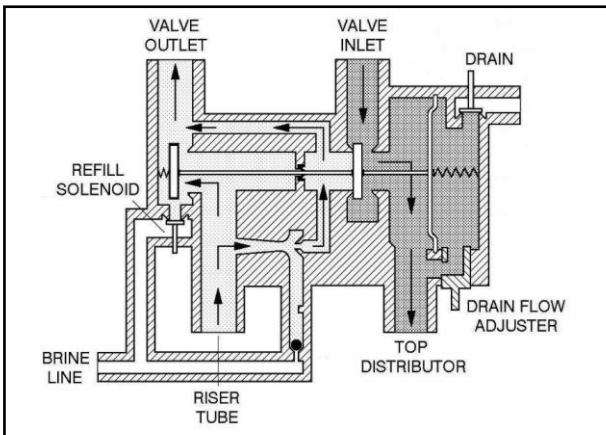 VALVE
OUTLET
VALVE
INLET
DRAIN
REFILL
SOLENOID
DRAIN FLOW
ADJUSTER
TOP
DISTRIBUTOR
BRINE
LINE
RISER
TUBE